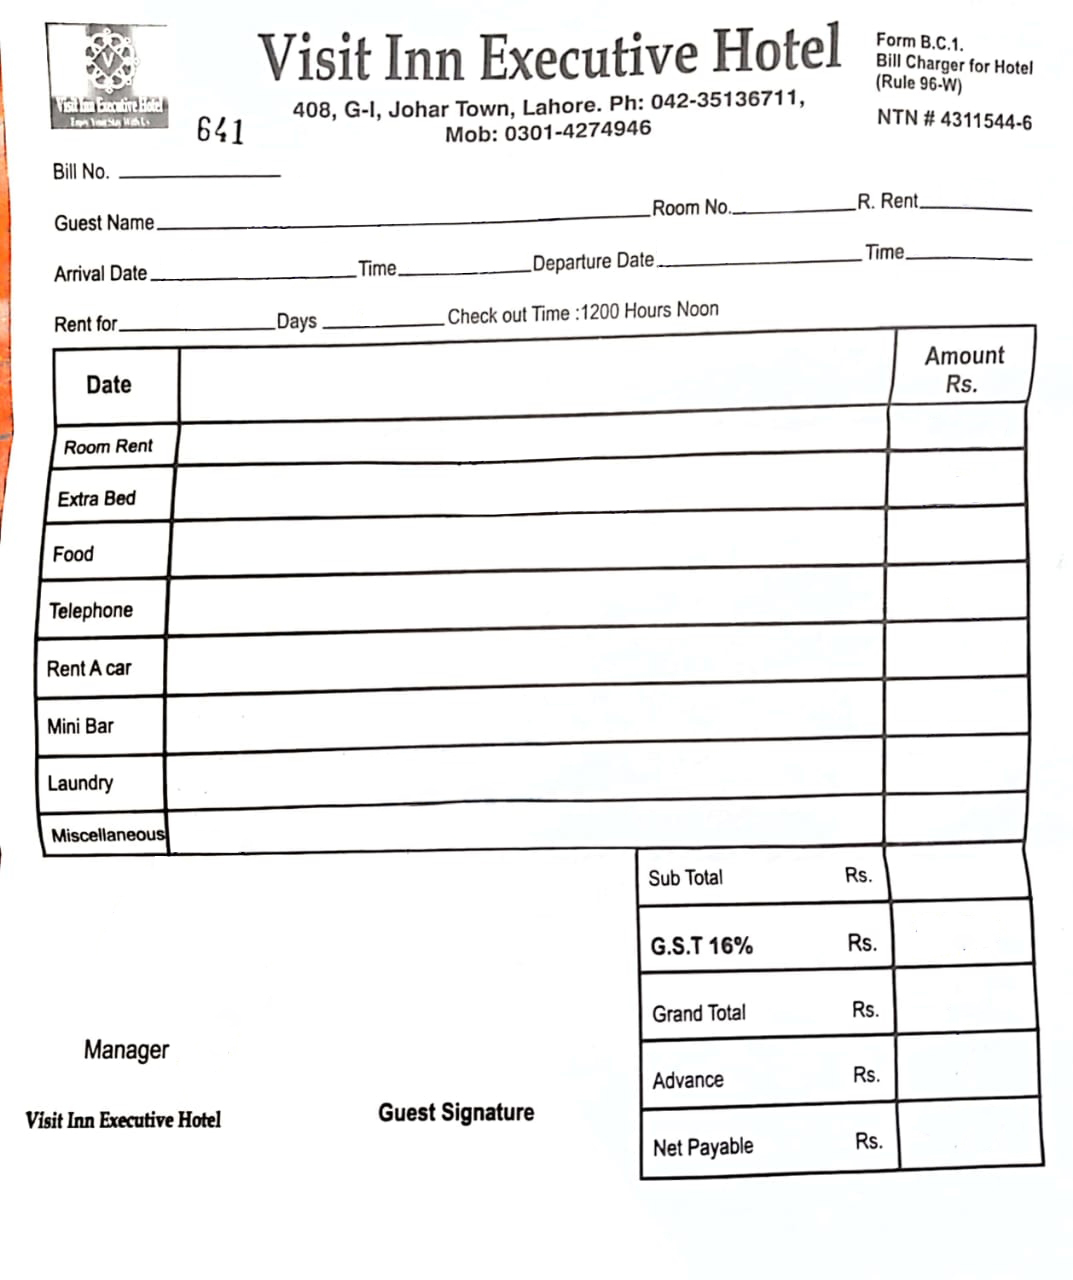 Visit Inn Executive Hotel
Visit Inn Executive Hotel
Enjoy Your Stay With Us
Form B.C.1.
Bill Charger for Hotel
(Rule 96-W)
NTN # 4311544-6
408, G-I, Johar Town, Lahore. Ph: 042-35136711,
Mob: 0301-4274946
641
Bill No.
Guest Name Room No. R. Rent
Arrival Date Time Departure Date Time
Rent for Days Check out Time :1200 Hours Noon
Date Amount Rs.
Room Rent
Extra Bed
Food
Telephone
Rent A car
Mini Bar
Laundry
Miscellaneous
Sub Total Rs.
G.S.T 16% Rs.
Grand Total Rs.
Advance Rs.
Net Payable Rs.
Manager
Visit Inn Executive Hotel
Guest Signature